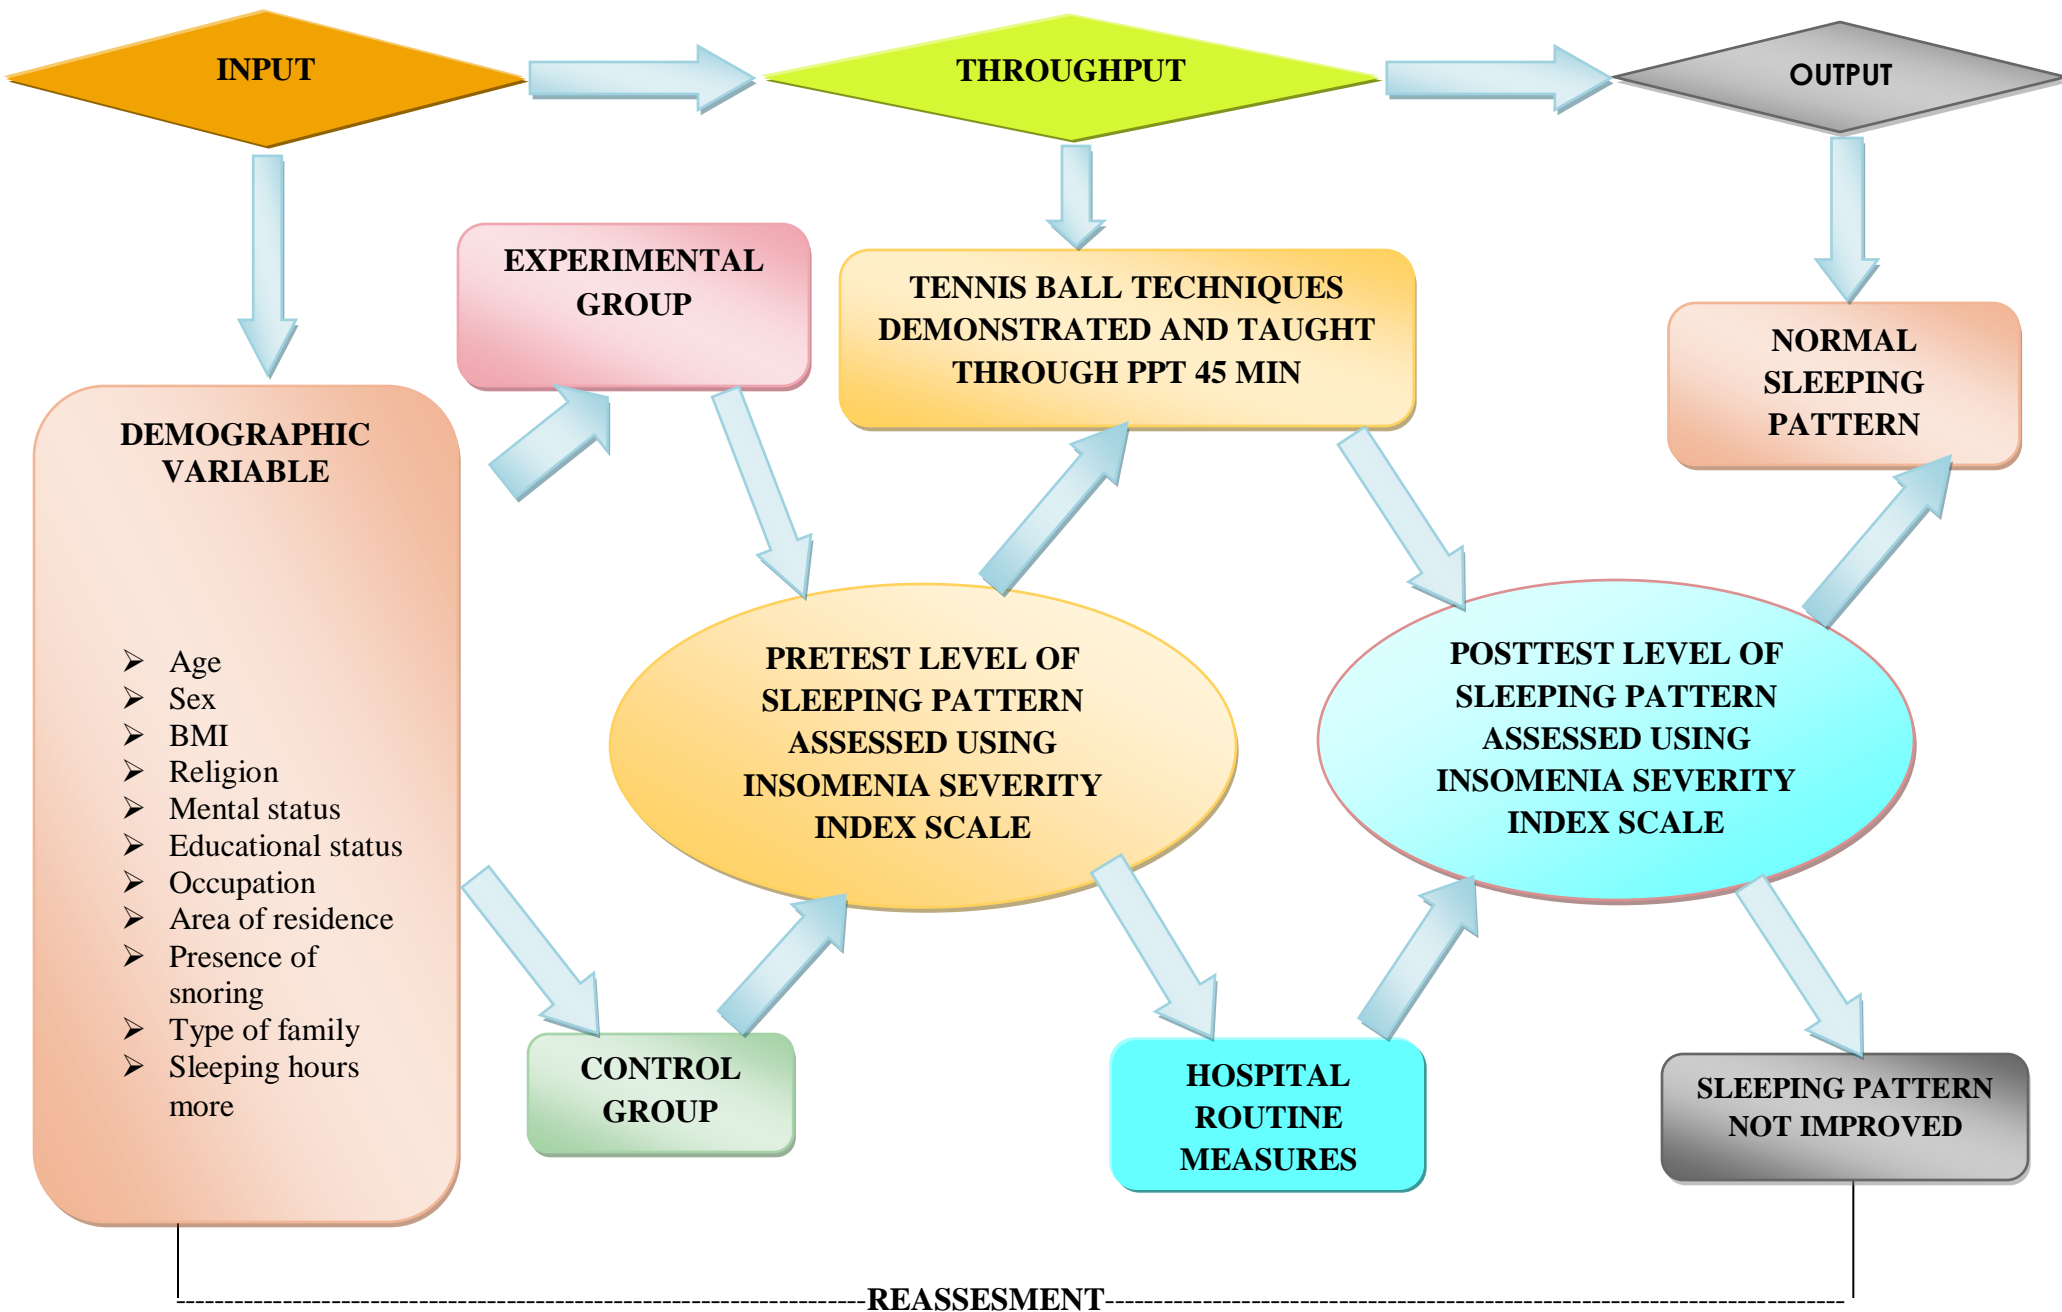 INPUT
THROUGHPUT
OUTPUT
EXPERIMENTAL
GROUP
TENNIS BALL TECHNIQUES
DEMONSTRATED AND TAUGHT
THROUGH PPT 45 MIN
NORMAL
SLEEPING
PATTERN
DEMOGRAPHIC
VARIABLE
➢ Age
➢ Sex
➢ BMI
➢ Religion
➢ Mental status
➢ Educational status
➢ Occupation
➢ Area of residence
➢ Presence of
snoring
➢ Type of family
➢ Sleeping hours
more
PRETEST LEVEL OF
SLEEPING PATTERN
ASSESSED USING
INSOMENIA SEVERITY
INDEX SCALE
POSTTEST LEVEL OF
SLEEPING PATTERN
ASSESSED USING
INSOMENIA SEVERITY
INDEX SCALE
CONTROL
GROUP
HOSPITAL
ROUTINE
MEASURES
SLEEPING PATTERN
NOT IMPROVED
REASSESMENT